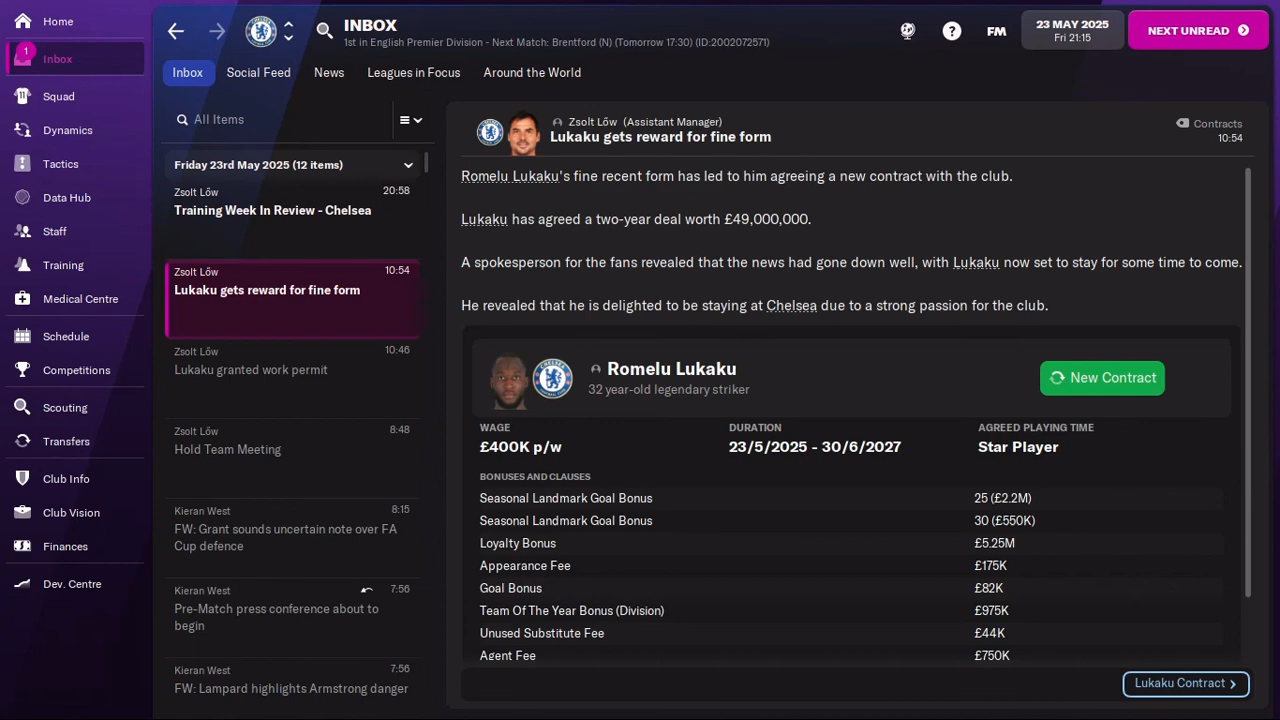 Home
1
Inbox
Squad
Dynamics
Tactics
Data Hub
Staff
Training
Medical Centre
Schedule
Competitions
Scouting
Transfers
Club Info
Club Vision
Finances
Dev. Centre
INBOX
1st in English Premier Division - Next Match: Brentford (N) (Tomorrow 17:30) (ID:2002072571)
?
FM
23 MAY 2025
Fri 21:15
NEXT UNREAD
Inbox
Social Feed
News
Leagues in Focus
Around the World
All Items
Friday 23rd May 2025 (12 items)
Zsolt Lőw 20:58
Training Week In Review - Chelsea
Zsolt Lőw 10:54
Lukaku gets reward for fine form
Zsolt Lőw 10:46
Lukaku granted work permit
Zsolt Lőw 8:48
Hold Team Meeting
Kieran West 8:15
FW: Grant sounds uncertain note over FA
Cup defence
Kieran West 7:56
Pre-Match press conference about to
begin
Kieran West 7:56
FW: Lampard highlights Armstrong danger
Zsolt Lőw (Assistant Manager)
Lukaku gets reward for fine form
Contracts
10:54
Romelu Lukaku's fine recent form has led to him agreeing a new contract with the club.
Lukaku has agreed a two-year deal worth £49,000,000.
A spokesperson for the fans revealed that the news had gone down well, with Lukaku now set to stay for some time to come.
He revealed that he is delighted to be staying at Chelsea due to a strong passion for the club.
Romelu Lukaku
32 year-old legendary striker
New Contract
WAGE DURATION AGREED PLAYING TIME
£400K p/w 23/5/2025 - 30/6/2027 Star Player
BONUSES AND CLAUSES
Seasonal Landmark Goal Bonus 25 (£2.2M)
Seasonal Landmark Goal Bonus 30 (£550K)
Loyalty Bonus £5.25M
Appearance Fee £175K
Goal Bonus £82K
Team Of The Year Bonus (Division) £975K
Unused Substitute Fee £44K
Agent Fee £750K
Lukaku Contract